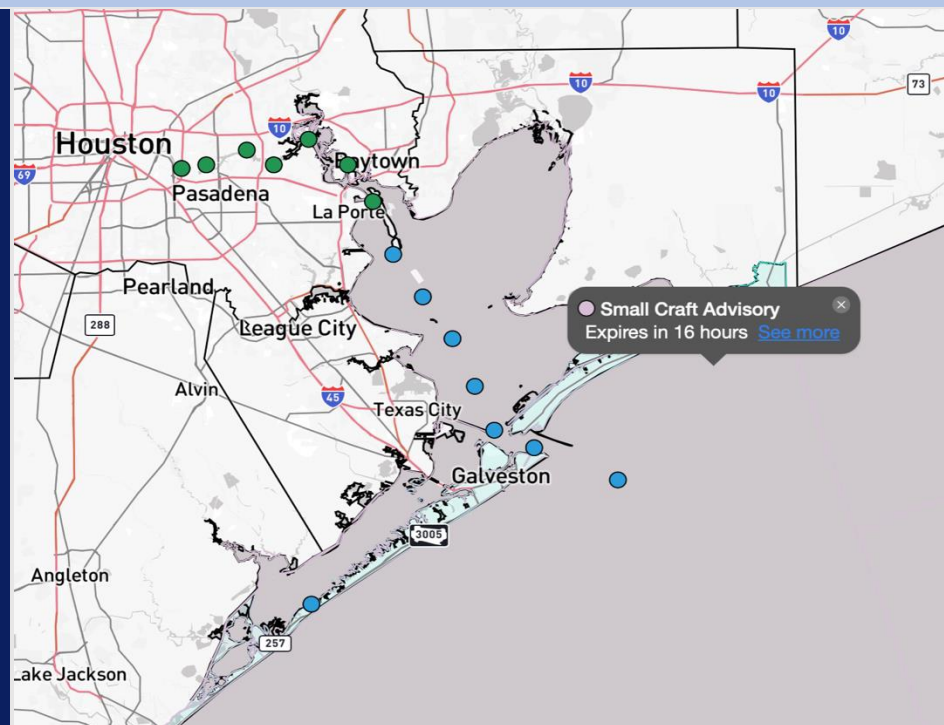 10
73
10
10
10
Houston
Baytown
69
Pasadena
La Porte
Pearland
Small Craft Advisory
Expires in 16 hours See more
288
League City
Alvin
45
Texas City
Galveston
3005
Angleton
257
Lake Jackson